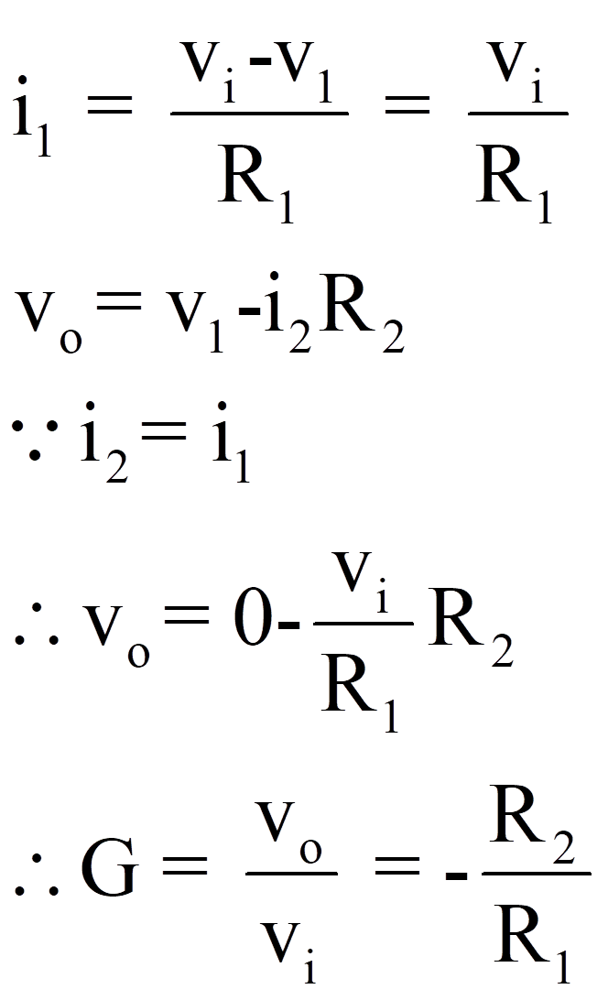 i₁ = (vᵢ-v₁)/R₁ = vᵢ/R₁
vₒ = v₁-i₂R₂
∵ i₂ = i₁
∴ vₒ = 0-(vᵢ/R₁)R₂
∴ G = vₒ/vᵢ = -R₂/R₁